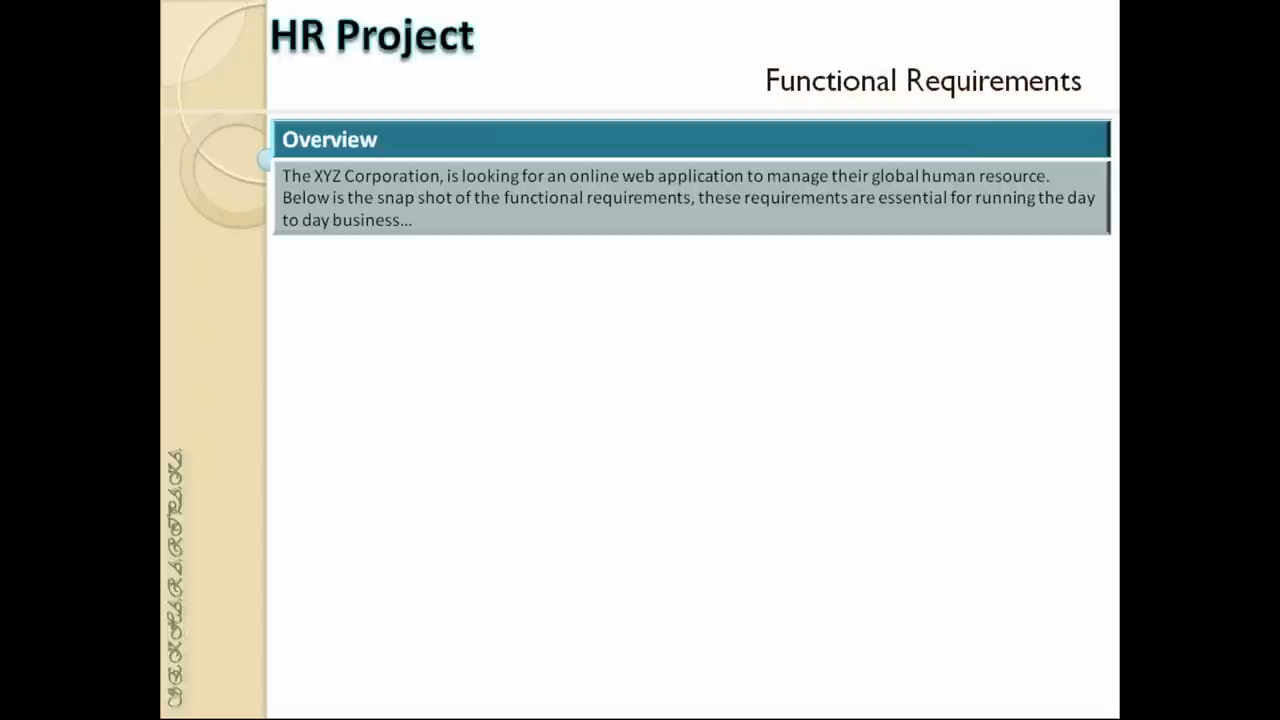 HR Project
Functional Requirements
Overview
The XYZ Corporation, is looking for an online web application to manage their global human resource.
Below is the snap shot of the functional requirements, these requirements are essential for running the day
to day business...